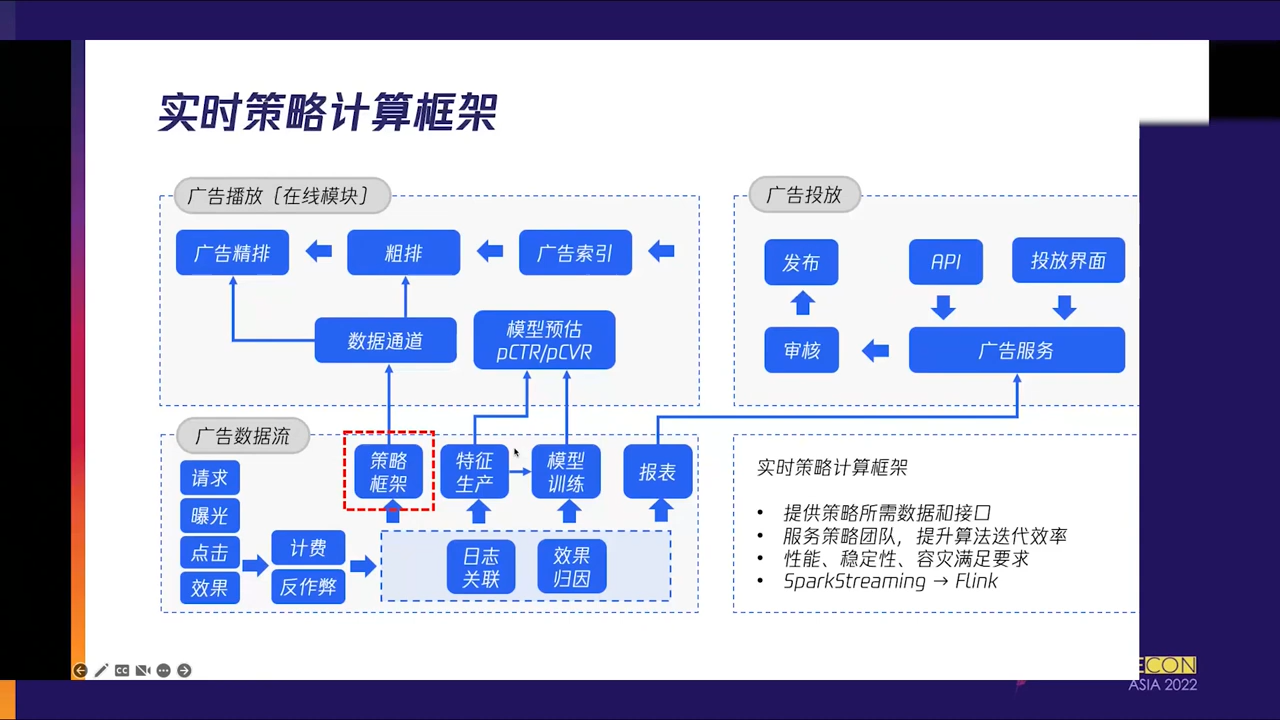 实时策略计算框架
广告播放〔在线模块〕
广告精排
粗排
广告索引
数据通道
模型预估
pCTR/pCVR
广告投放
发布
API
投放界面
审核
广告服务
广告数据流
请求
曝光
点击
效果
计费
反作弊
策略
框架
特征
生产
模型
训练
报表
日志
关联
效果
归因
实时策略计算框架
• 提供策略所需数据和接口
• 服务策略团队，提升算法迭代效率
• 性能、稳定性、容灾满足要求
• SparkStreaming → Flink
CC
ECON
ASIA 2022